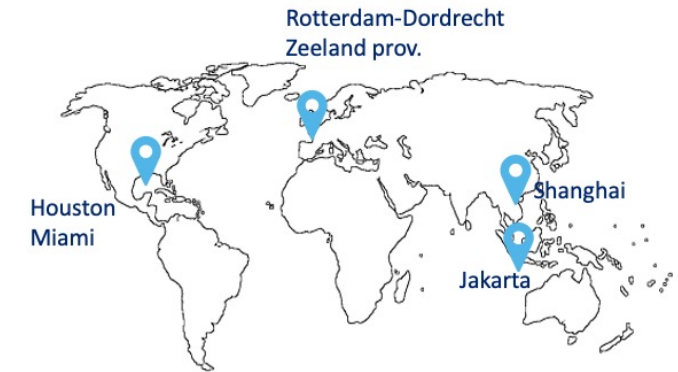 Rotterdam-Dordrecht
Zeeland prov.
Houston
Miami
Shanghai
Jakarta